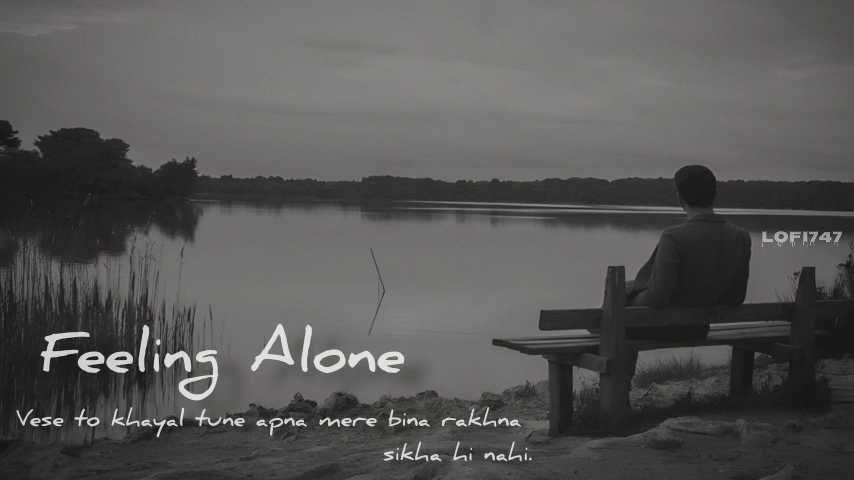 LOFI747
Feeling Alone
Vese to khayal tune apna mere bina rakhna
sikha hi nahi.